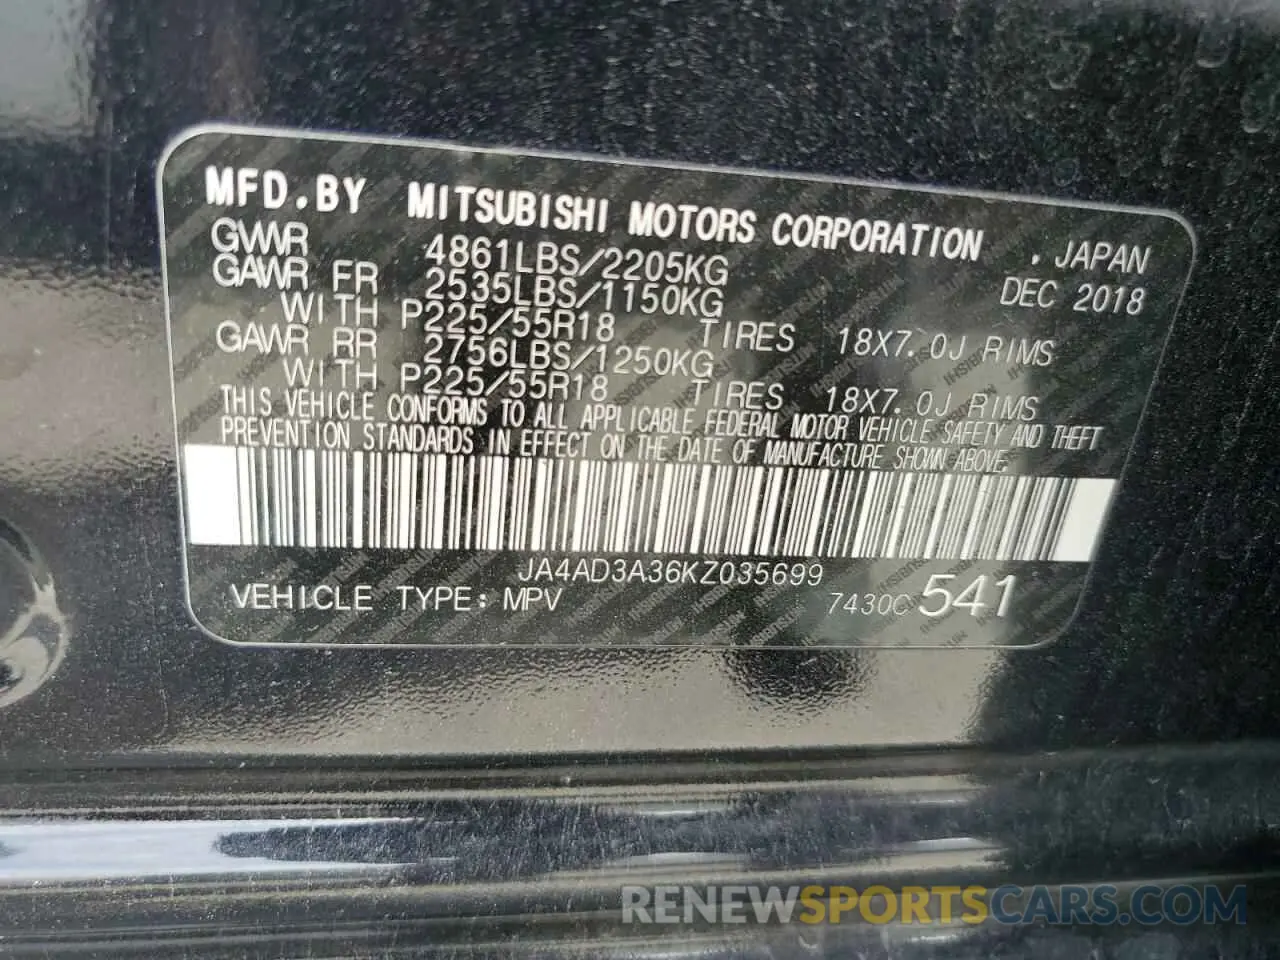 MFD.BY MITSUBISHI MOTORS CORPORATION . JAPAN
GVWR 4861LBS/2205KG DEC 2018
GAWR FR 2535LBS/1150KG
WITH P225/55R18 TIRES 18X7.0J RIMS
GAWR RR 2756LBS/1250KG
WITH P225/55R18 TIRES 18X7.0J RIMS
THIS VEHICLE CONFORMS TO ALL APPLICABLE FEDERAL MOTOR VEHICLE SAFETY AND THEFT
PREVENTION STANDARDS IN EFFECT ON THE DATE OF MANUFACTURE SHOWN ABOVE.
JA4AD3A36KZ035699
VEHICLE TYPE: MPV 7430C 541
RENEWSPORTSCARS.COM